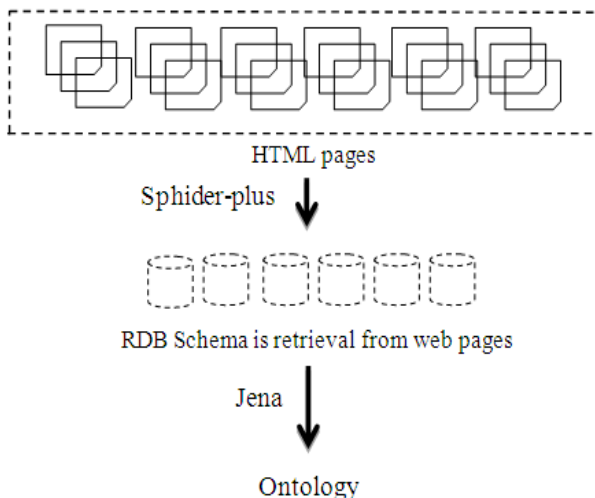 HTML pages
Sphider-plus
RDB Schema is retrieval from web pages
Jena
Ontology